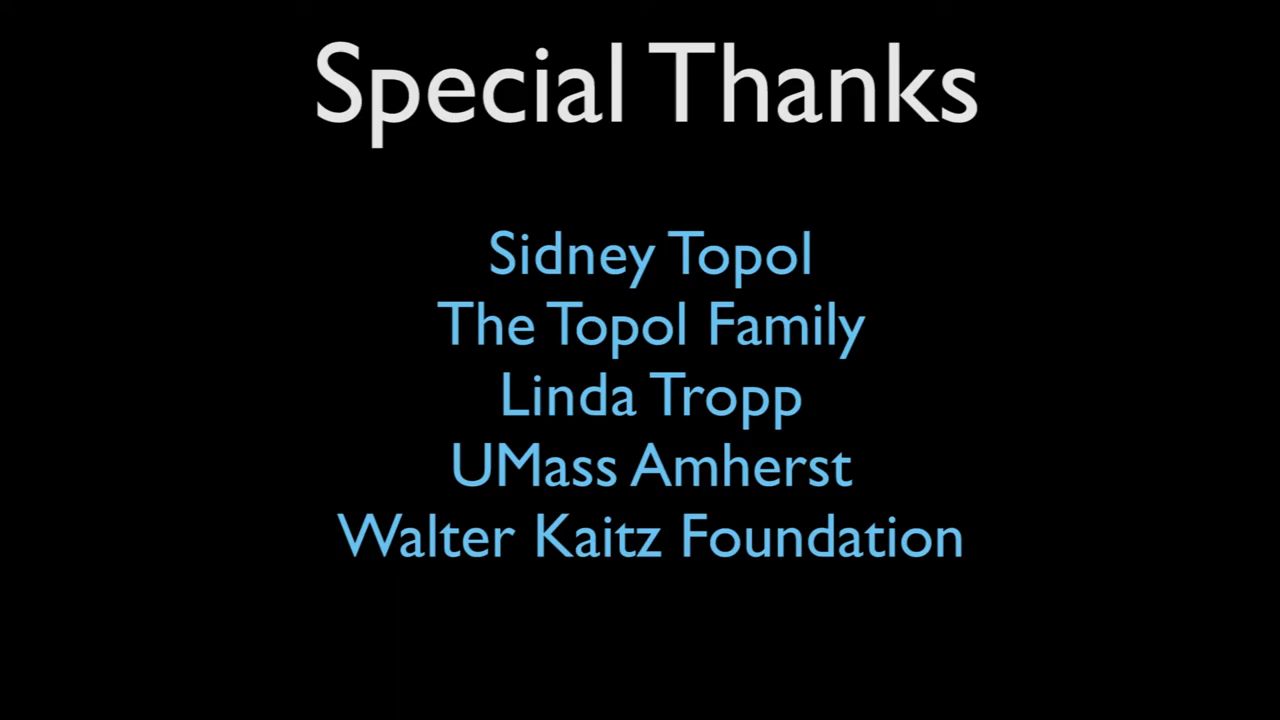 Special Thanks
Sidney Topol
The Topol Family
Linda Tropp
UMass Amherst
Walter Kaitz Foundation